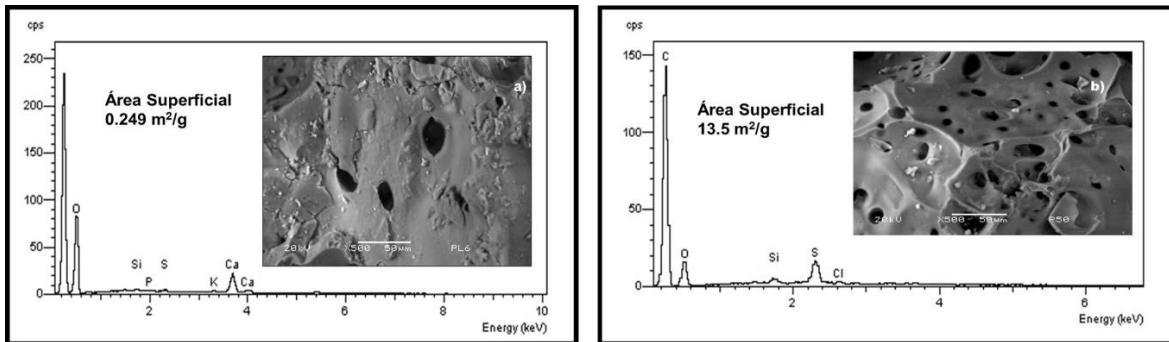 cps
250
200
150
100
50
0
Área Superficial
0.249 m²/g
a)
O
Si
P
S
K
Ca
Ca
20kV X500 50µm PL6
2 4 6 8 10
Energy (keV)
cps
150
100
50
0
C
Área Superficial
13.5 m²/g
b)
O
Si
S
Cl
20kV X500 50µm P50
2 4 6
Energy (keV)